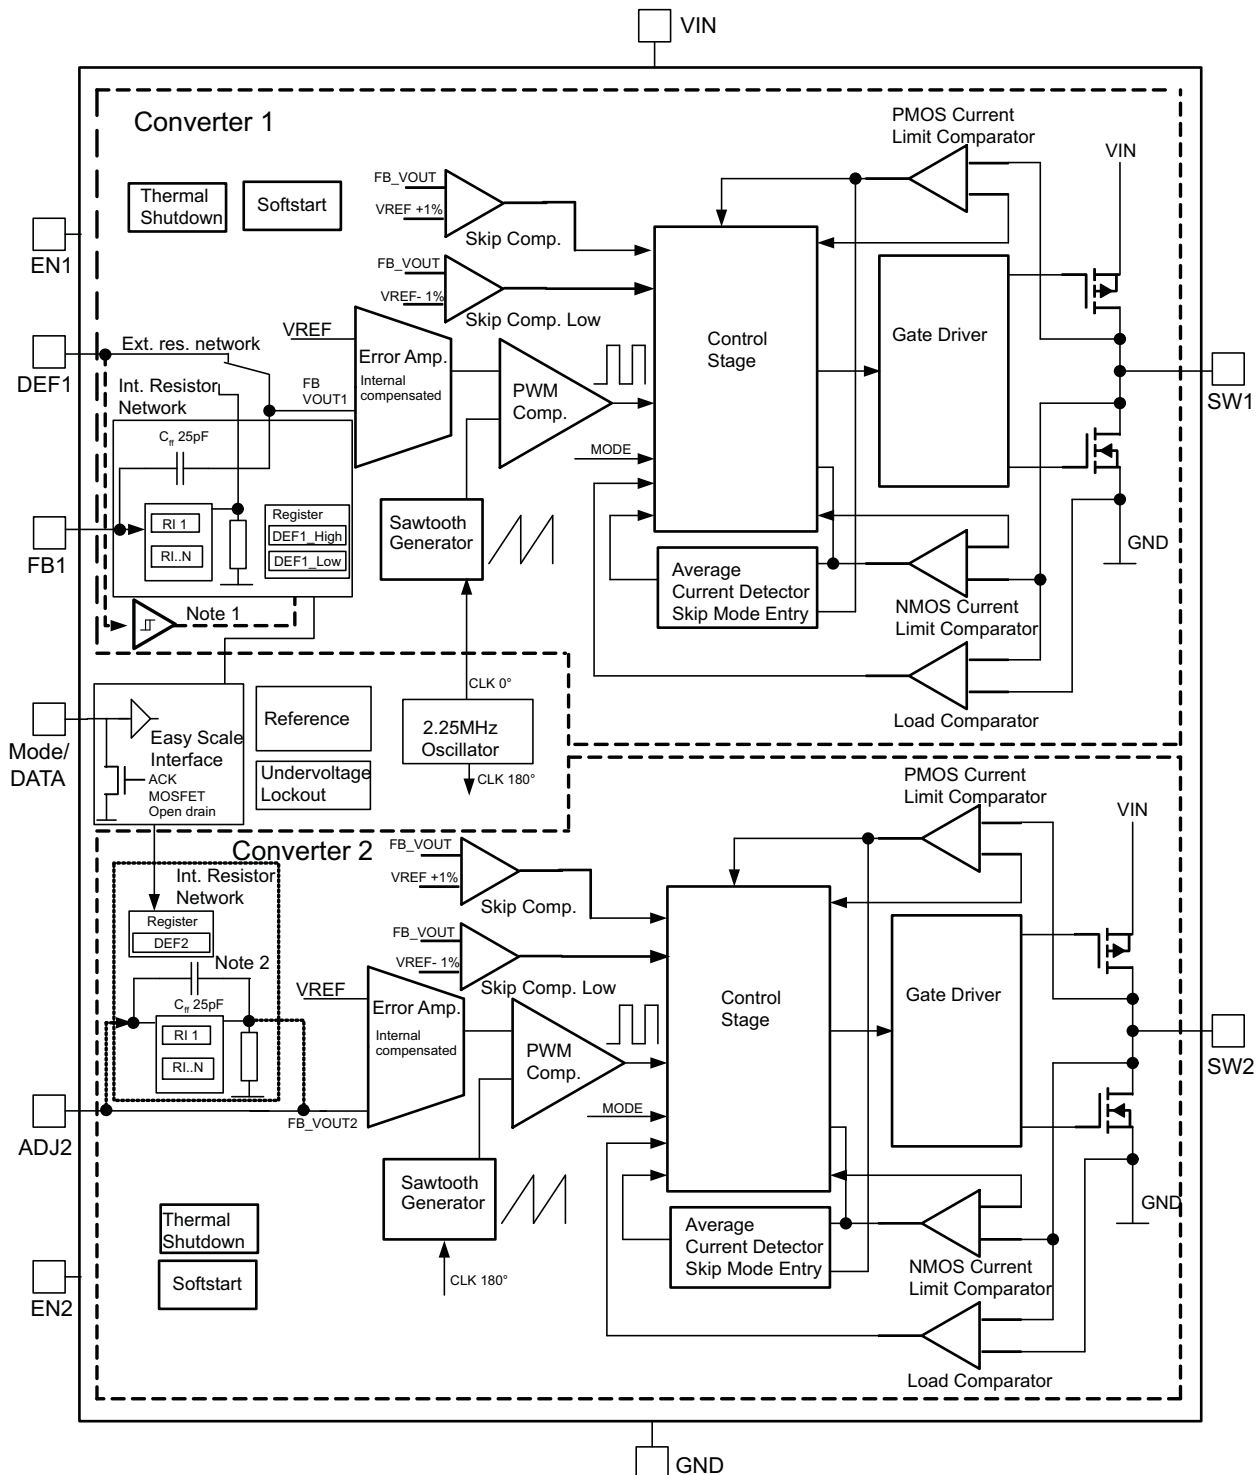 VIN
Converter 1
PMOS Current
Limit Comparator
VIN
Thermal
Shutdown
Softstart
FB_VOUT
VREF +1%
Skip Comp.
EN1
FB_VOUT
VREF- 1%
Skip Comp. Low
Control
Stage
Gate Driver
VREF
Ext. res. network
DEF1
Error Amp.
Internal
compensated
Int. Resistor
Network
FB
VOUT1
PWM
Comp.
SW1
Cff 25pF
MODE
RI 1
RI..N
Register
DEF1_High
DEF1_Low
FB1
Sawtooth
Generator
GND
Average
Current Detector
Skip Mode Entry
NMOS Current
Limit Comparator
Note 1
CLK 0°
Load Comparator
Mode/
DATA
Easy Scale
Interface
ACK
MOSFET
Open drain
Reference
2.25MHz
Oscillator
Undervoltage
Lockout
CLK 180°
PMOS Current
Limit Comparator
VIN
Converter 2
FB_VOUT
VREF +1%
Skip Comp.
Int. Resistor
Network
Register
DEF2
FB_VOUT
VREF- 1%
Skip Comp. Low
Note 2
Cff 25pF
VREF
Error Amp.
Internal
compensated
Control
Stage
Gate Driver
RI 1
RI..N
PWM
Comp.
SW2
MODE
ADJ2
FB_VOUT2
Sawtooth
Generator
Thermal
Shutdown
GND
Average
Current Detector
Skip Mode Entry
NMOS Current
Limit Comparator
EN2
Softstart
CLK 180°
Load Comparator
GND